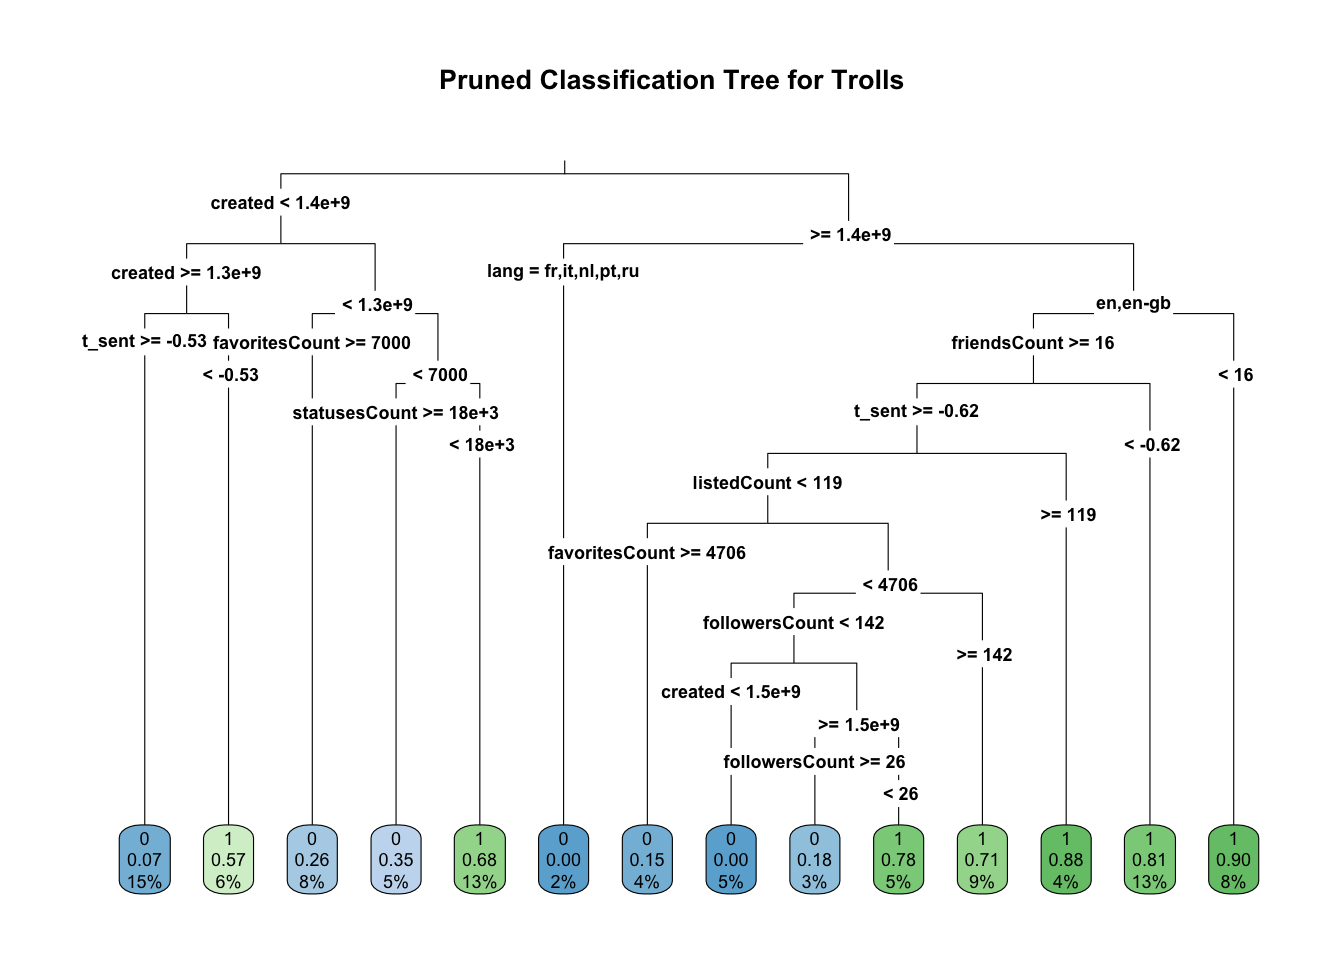 Pruned Classification Tree for Trolls
created < 1.4e+9
>= 1.4e+9
created >= 1.3e+9
lang = fr,it,nl,pt,ru
< 1.3e+9
en,en-gb
t_sent >= -0.53
favoritesCount >= 7000
friendsCount >= 16
< -0.53
< 7000
< 16
statusesCount >= 18e+3
t_sent >= -0.62
< 18e+3
< -0.62
listedCount < 119
>= 119
favoritesCount >= 4706
< 4706
followersCount < 142
>= 142
created < 1.5e+9
>= 1.5e+9
followersCount >= 26
< 26
0 1 0 0 1 0 0 0 0 1 1 1 1 1
0.07 0.57 0.26 0.35 0.68 0.00 0.15 0.00 0.18 0.78 0.71 0.88 0.81 0.90
15% 6% 8% 5% 13% 2% 4% 5% 3% 5% 9% 4% 13% 8%